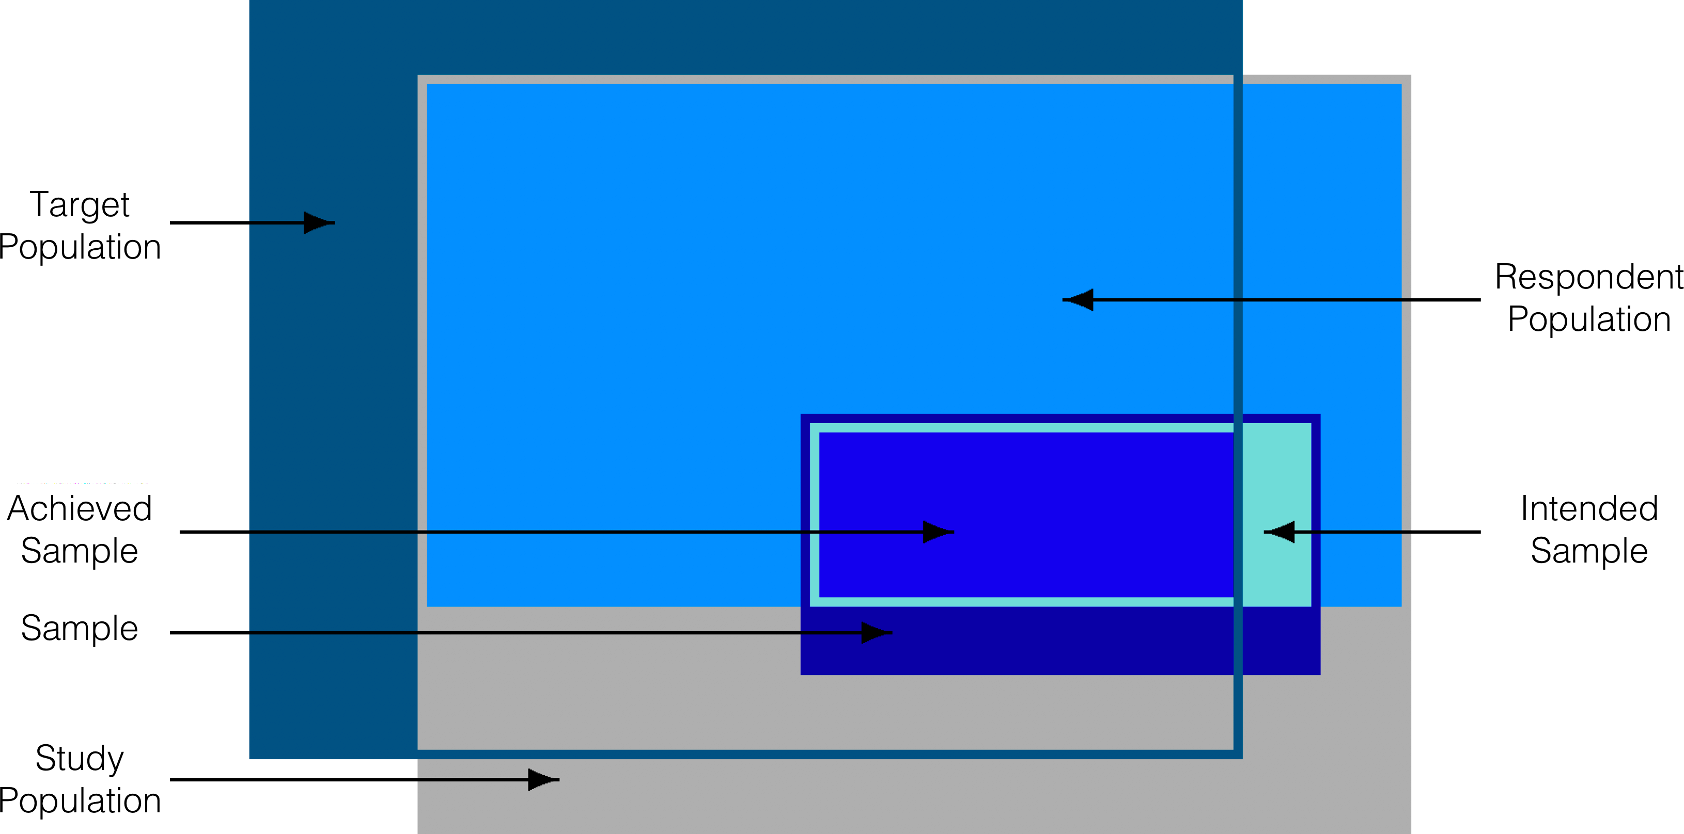 Target
Population
Respondent
Population
Achieved
Sample
Intended
Sample
Sample
Study
Population